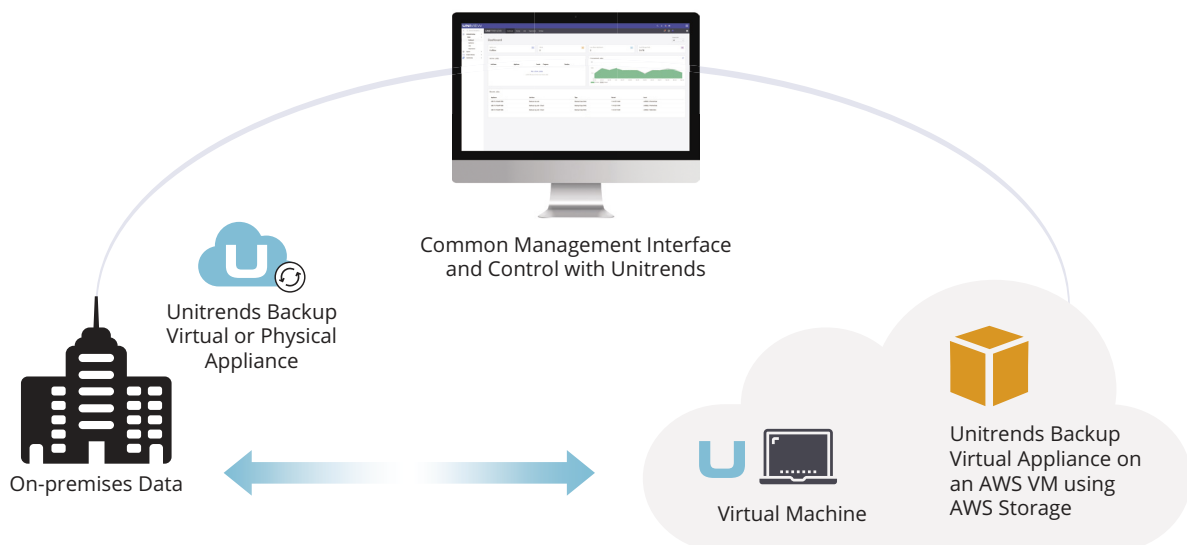 Common Management Interface
and Control with Unitrends
U
Unitrends Backup
Virtual or Physical
Appliance
On-premises Data
U
Virtual Machine
Unitrends Backup
Virtual Appliance on
an AWS VM using
AWS Storage